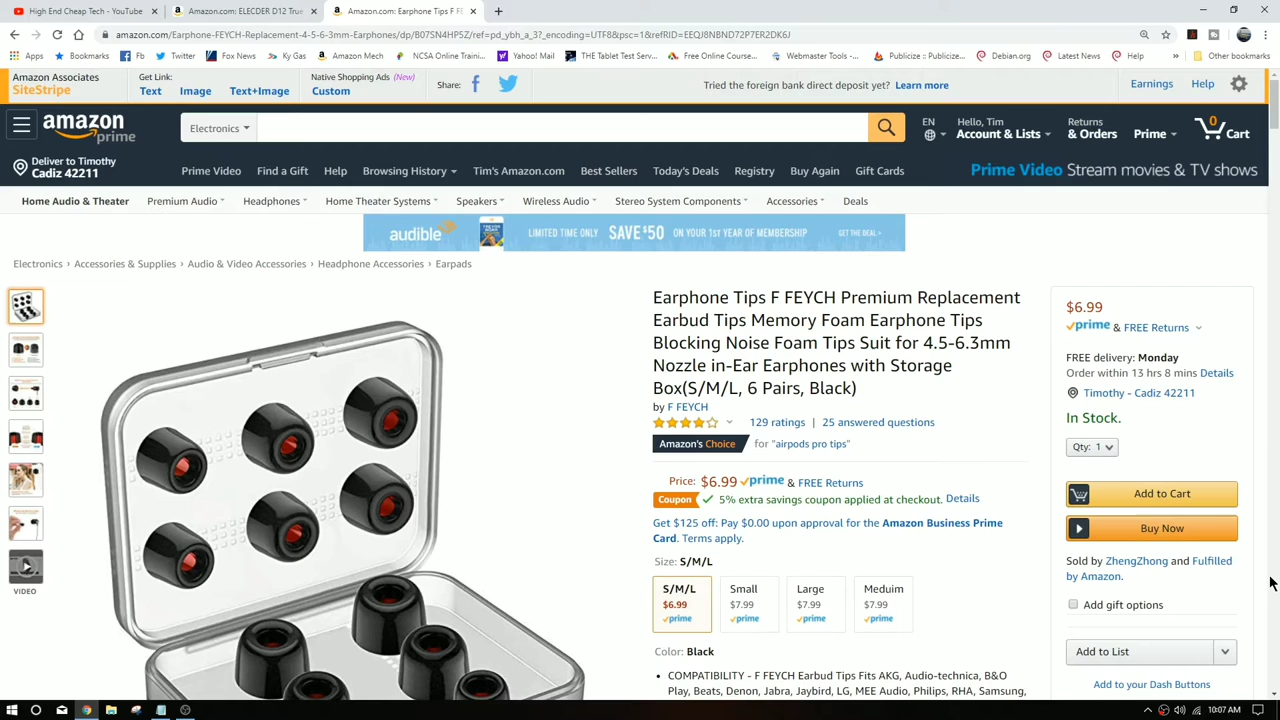 High End Cheap Tech - YouTube
Amazon.com: ELECDER D12 True
Amazon.com: Earphone Tips F FE
amazon.com/Earphone-FEYCH-Replacement-4-5-6-3mm-Earphones/dp/B07SN4HP5Z/ref=pd_ybh_a_3?_encoding=UTF8&psc=1&refRID=EEQJ8NBND72P7ER2DK6J
Apps Bookmarks Fb Twitter Fox News Ky Gas Amazon Mech NCSA Online Training... Yahoo! Mail THE Tablet Test Serv... Free Online Course... Webmaster Tools -... Publicize :: Publicize... Debian.org Latest News Hot » Other bookmarks
Amazon Associates
SiteStripe
Get Link:
Text Image Text+Image
Native Shopping Ads (New)
Custom
Share:
Tried the foreign bank direct deposit yet? Learn more
Earnings Help
amazon
prime
Electronics
EN
Hello, Tim
Account & Lists
Returns
& Orders
Prime
0
Cart
Deliver to Timothy
Cadiz 42211
Prime Video Find a Gift Help Browsing History Tim's Amazon.com Best Sellers Today's Deals Registry Buy Again Gift Cards
Prime Video Stream movies & TV shows
Home Audio & Theater Premium Audio Headphones Home Theater Systems Speakers Wireless Audio Stereo System Components Accessories Deals
audible LIMITED TIME ONLY SAVE $50 ON YOUR 1ST YEAR OF MEMBERSHIP GET THE DEAL >
Electronics › Accessories & Supplies › Audio & Video Accessories › Headphone Accessories › Earpads
VIDEO
Earphone Tips F FEYCH Premium Replacement
Earbud Tips Memory Foam Earphone Tips
Blocking Noise Foam Tips Suit for 4.5-6.3mm
Nozzle in-Ear Earphones with Storage
Box(S/M/L, 6 Pairs, Black)
by F FEYCH
129 ratings | 25 answered questions
Amazon's Choice for "airpods pro tips"
Price: $6.99 prime & FREE Returns
Coupon 5% extra savings coupon applied at checkout. Details
Get $125 off: Pay $0.00 upon approval for the Amazon Business Prime
Card. Terms apply.
Size: S/M/L
S/M/L Small Large Meduim
$6.99 $7.99 $7.99 $7.99
prime prime prime prime
Color: Black
• COMPATIBILITY - F FEYCH Earbud Tips Fits AKG, Audio-technica, B&O
Play, Beats, Denon, Jabra, Jaybird, LG, MEE Audio, Philips, RHA, Samsung,
$6.99
prime & FREE Returns
FREE delivery: Monday
Order within 13 hrs 8 mins Details
Timothy - Cadiz 42211
In Stock.
Qty: 1
Add to Cart
Buy Now
Sold by ZhengZhong and Fulfilled
by Amazon.
Add gift options
Add to List
Add to your Dash Buttons
10:07 AM